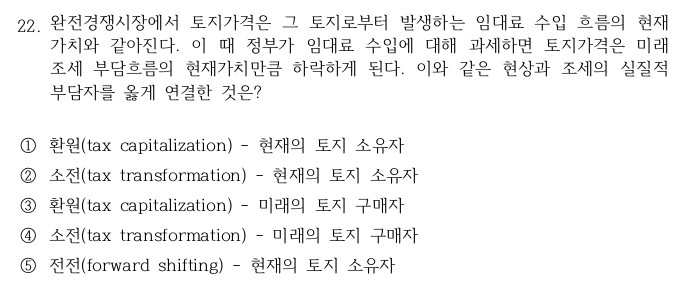 22. 완전경쟁시장에서 토지가격은 그 토지로부터 발생하는 임대료 수입 흐름의 현재
가치와 같아진다. 이 때 정부가 임대료 수입에 대해 과세하면 토지가격은 미래
조세 부담흐름의 현재가치만큼 하락하게 된다. 이와 같은 현상과 조세의 실질적
부담자를 옳게 연결한 것은?
① 환원(tax capitalization) - 현재의 토지 소유자
② 소전(tax transformation) - 현재의 토지 소유자
③ 환원(tax capitalization) - 미래의 토지 구매자
④ 소전(tax transformation) - 미래의 토지 구매자
⑤ 전전(forward shifting) - 현재의 토지 소유자